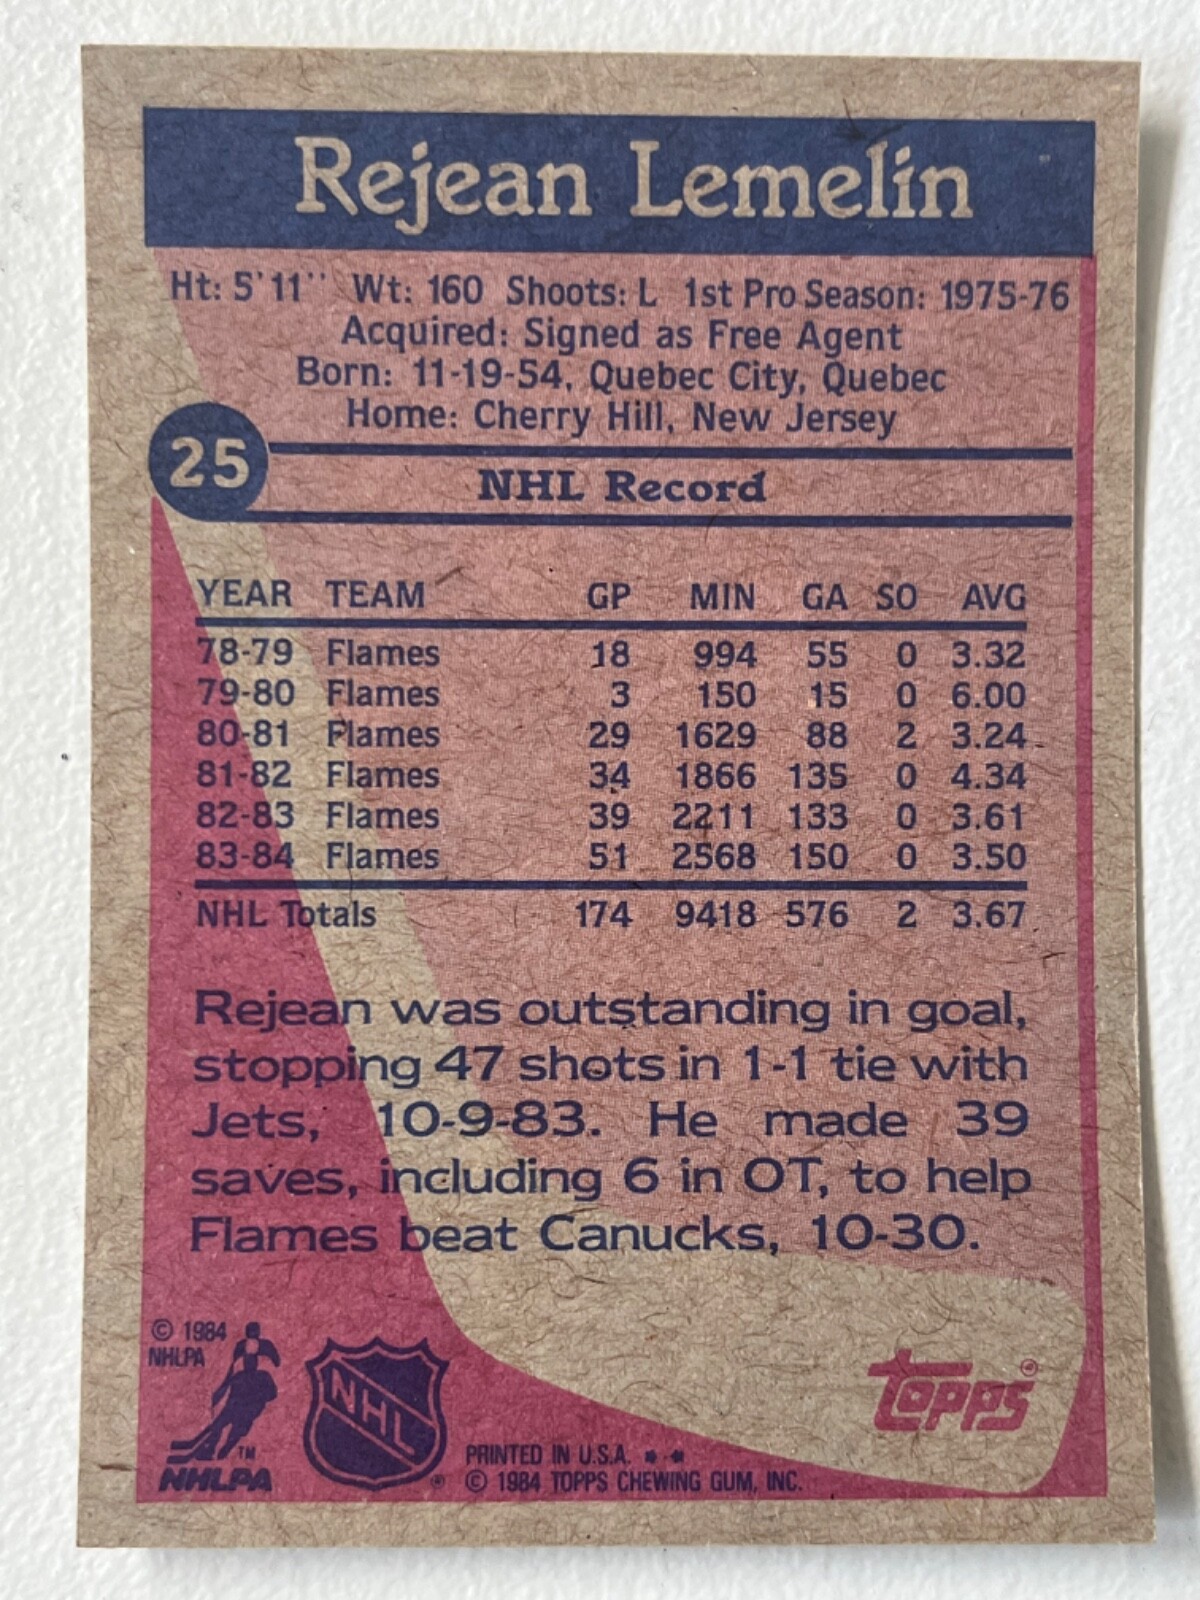 Rejean Lemelin
Ht: 5'11'' Wt: 160 Shoots: L 1st Pro Season: 1975-76
Acquired: Signed as Free Agent
Born: 11-19-54, Quebec City, Quebec
Home: Cherry Hill, New Jersey
25
NHL Record
YEAR TEAM GP MIN GA SO AVG
78-79 Flames 18 994 55 0 3.32
79-80 Flames 3 150 15 0 6.00
80-81 Flames 29 1629 88 2 3.24
81-82 Flames 34 1866 135 0 4.34
82-83 Flames 39 2211 133 0 3.61
83-84 Flames 51 2568 150 0 3.50
NHL Totals 174 9418 576 2 3.67
Rejean was outstanding in goal,
stopping 47 shots in 1-1 tie with
Jets, 10-9-83. He made 39
saves, including 6 in OT, to help
Flames beat Canucks, 10-30.
© 1984
NHLPA
TM
NHLPA
NHL
®
PRINTED IN U.S.A. * *
© 1984 TOPPS CHEWING GUM, INC.
topps®